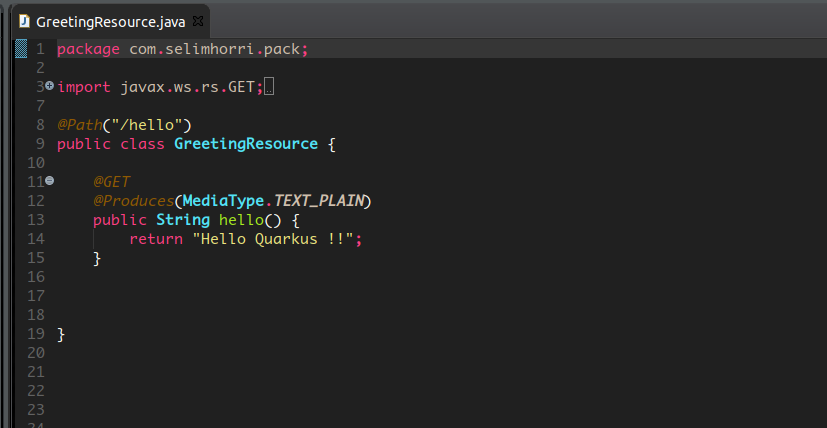 GreetingResource.java
1 package com.selimhorri.pack;
2
3 import javax.ws.rs.GET;
7
8 @Path("/hello")
9 public class GreetingResource {
10
11 @GET
12 @Produces(MediaType.TEXT_PLAIN)
13 public String hello() {
14 return "Hello Quarkus !!";
15 }
16
17
18
19 }
20
21
22
23
24